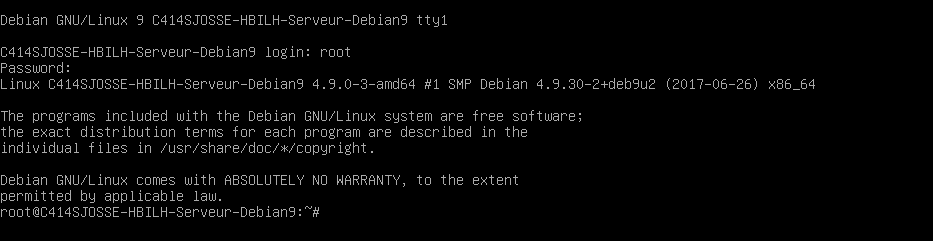 Debian GNU/Linux 9 C414SJOSSE-HBILH-Serveur-Debian9 tty1
C414SJOSSE-HBILH-Serveur-Debian9 login: root
Password:
Linux C414SJOSSE-HBILH-Serveur-Debian9 4.9.0-3-amd64 #1 SMP Debian 4.9.30-2+deb9u2 (2017-06-26) x86_64
The programs included with the Debian GNU/Linux system are free software;
the exact distribution terms for each program are described in the
individual files in /usr/share/doc/*/copyright.
Debian GNU/Linux comes with ABSOLUTELY NO WARRANTY, to the extent
permitted by applicable law.
root@C414SJOSSE-HBILH-Serveur-Debian9:~#